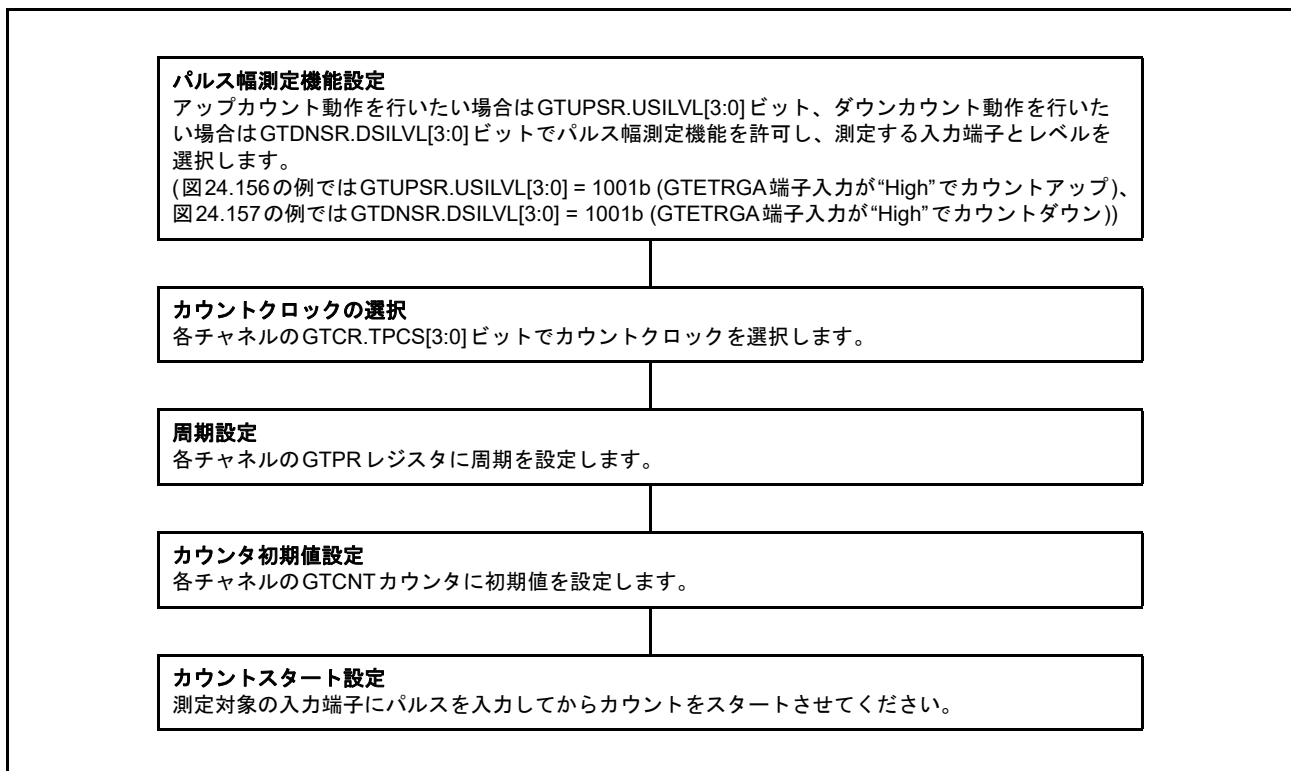 パルス幅測定機能設定
アップカウント動作を行いたい場合はGTUPSR.USILVL[3:0]ビット、ダウンカウント動作を行いた
い場合はGTDNSR.DSILVL[3:0]ビットでパルス幅測定機能を許可し、測定する入力端子とレベルを
選択します。
(図24.156の例ではGTUPSR.USILVL[3:0] = 1001b (GTETRGA端子入力が“High”でカウントアップ)、
図24.157の例ではGTDNSR.DSILVL[3:0] = 1001b (GTETRGA端子入力が“High”でカウントダウン))
カウントクロックの選択
各チャネルのGTCR.TPCS[3:0]ビットでカウントクロックを選択します。
周期設定
各チャネルのGTPRレジスタに周期を設定します。
カウンタ初期値設定
各チャネルのGTCNTカウンタに初期値を設定します。
カウントスタート設定
測定対象の入力端子にパルスを入力してからカウントをスタートさせてください。